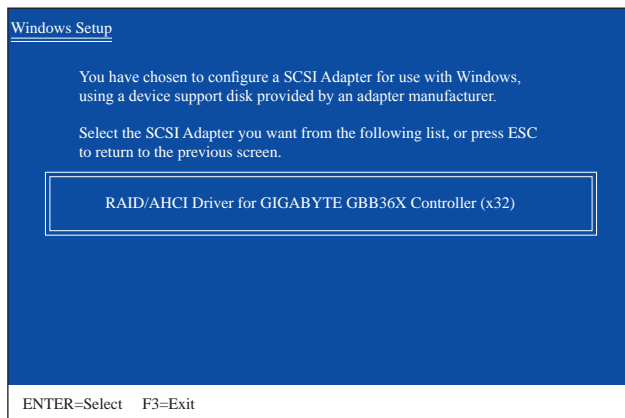 Windows Setup
You have chosen to configure a SCSI Adapter for use with Windows,
using a device support disk provided by an adapter manufacturer.
Select the SCSI Adapter you want from the following list, or press ESC
to return to the previous screen.
RAID/AHCI Driver for GIGABYTE GBB36X Controller (x32)
ENTER=Select F3=Exit